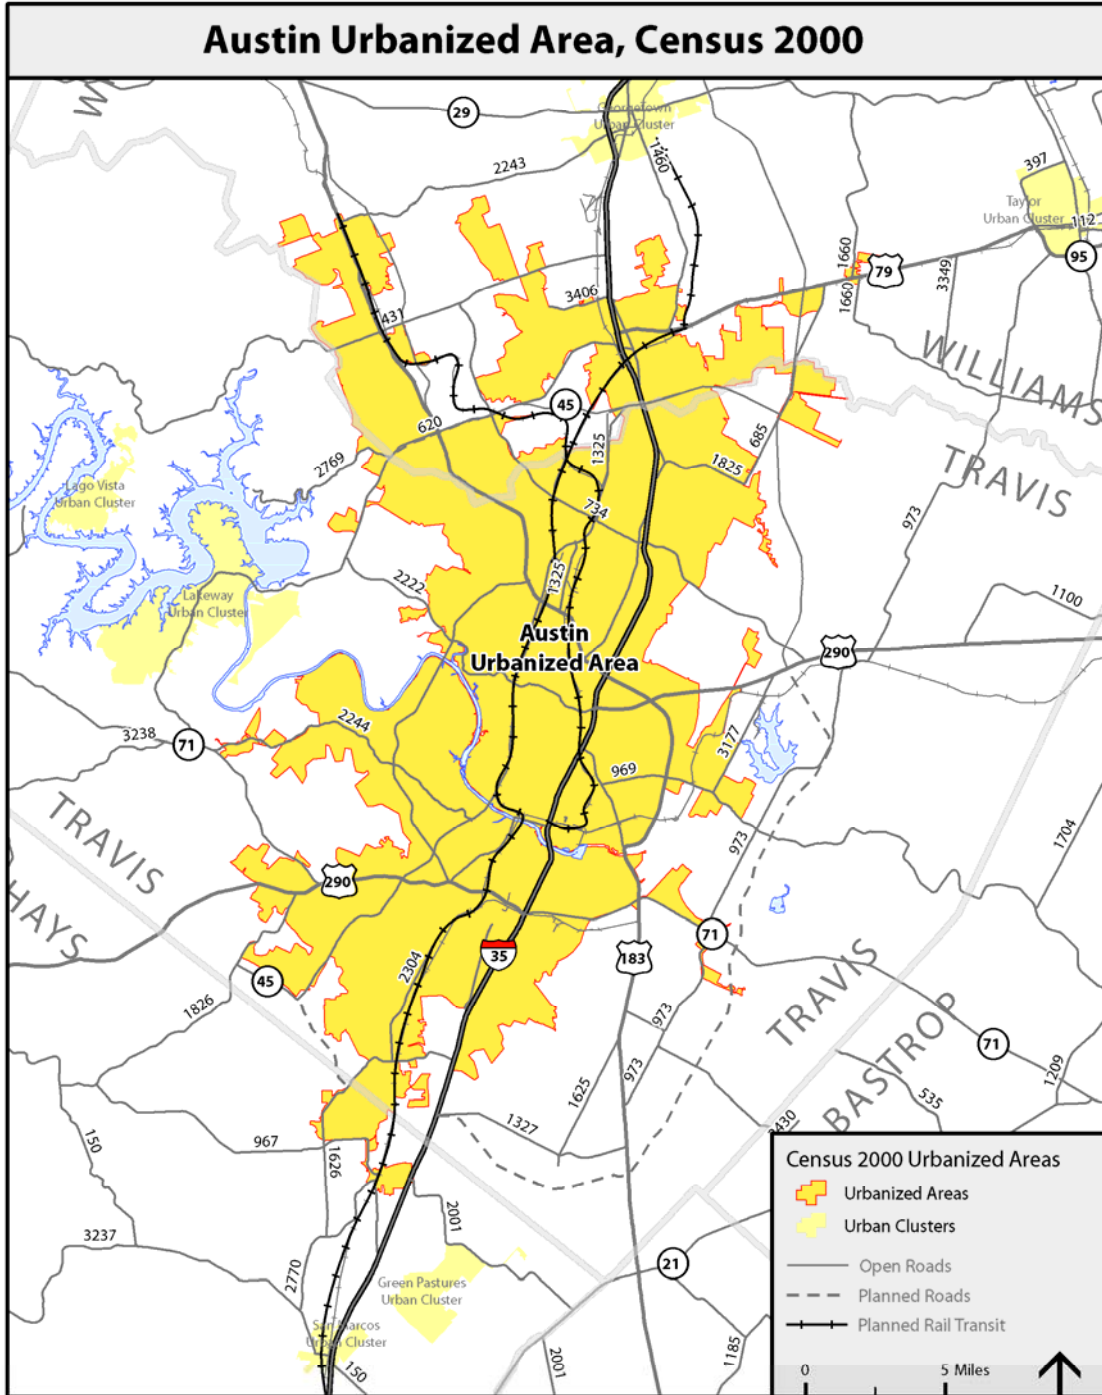 Austin Urbanized Area, Census 2000
W
29
Georgetown
Urban Cluster
1460
2243
397
Taylor
Urban Cluster
112
95
1660
79
3349
1660
3406
431
WILLIAMS
45
620
1325
685
2769
1825
TRAVIS
Lago Vista
Urban Cluster
734
973
1325
2222
1100
Lakeway
Urban Cluster
Austin
Urbanized Area
290
2244
3238
71
3177
969
973
1704
TRAVIS
290
HAYS
71
35
183
2304
45
TRAVIS
1826
973
71
BASTROP
973
1209
1625
535
1327
3430
150
967
1626
2001
3237
21
2770
Green Pastures
Urban Cluster
San Marcos
Urban Cluster
150
2001
1185
Census 2000 Urbanized Areas
Urbanized Areas
Urban Clusters
Open Roads
Planned Roads
Planned Rail Transit
0
5 Miles